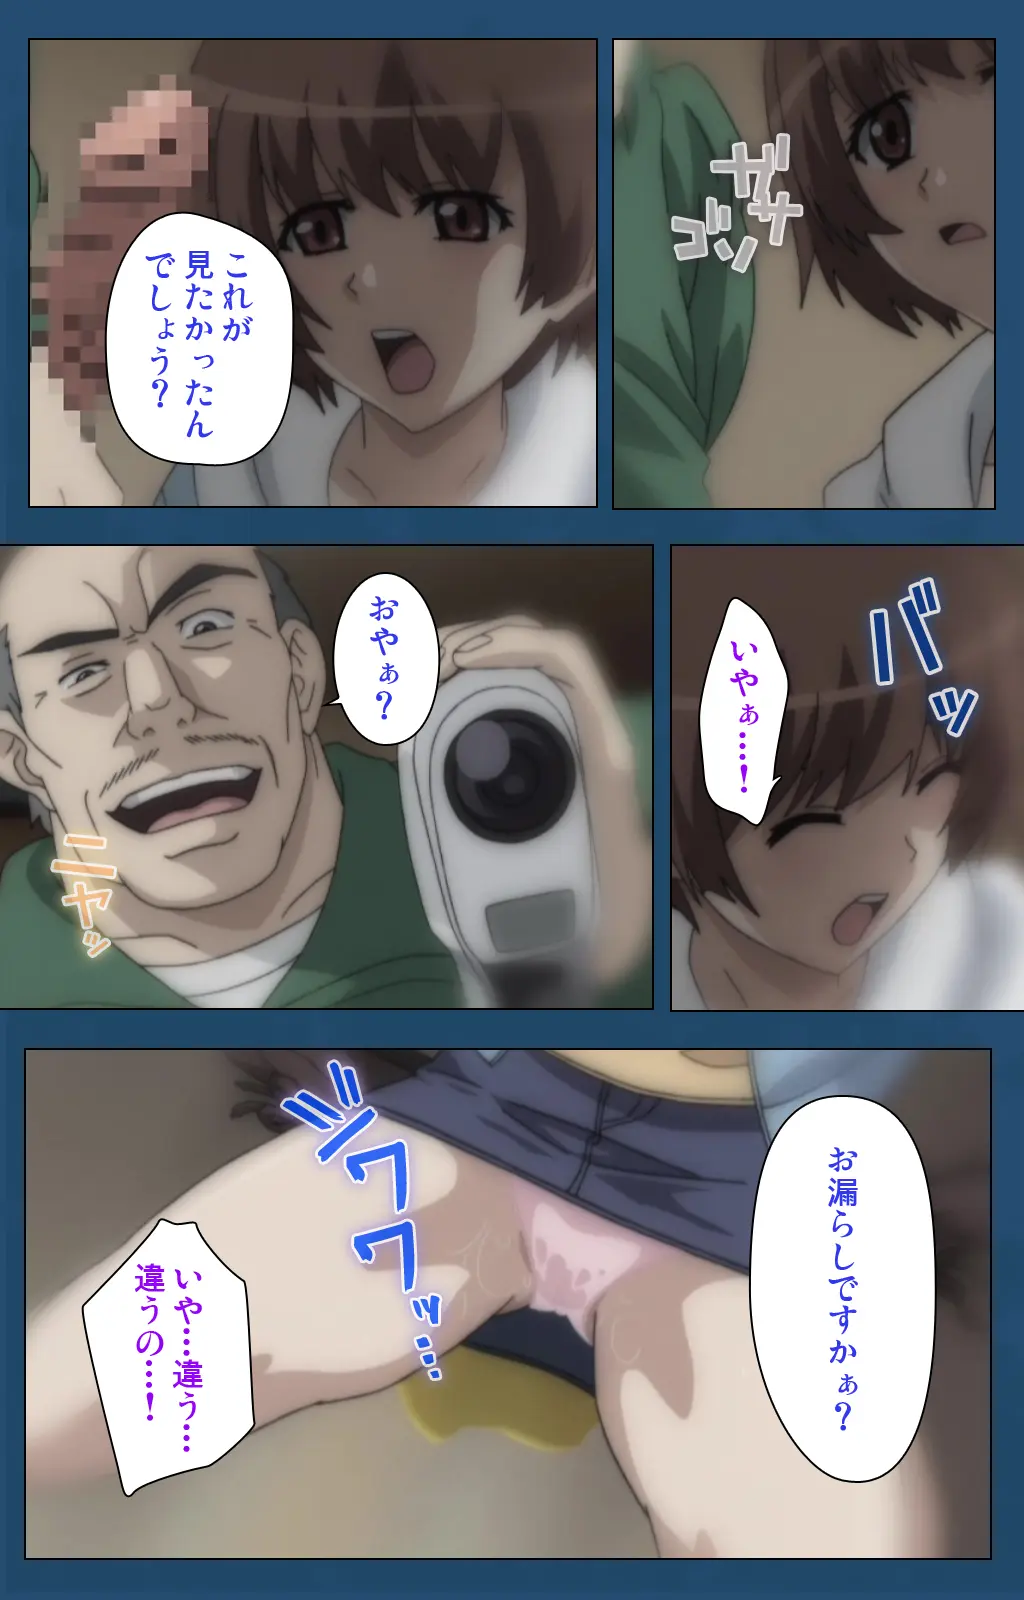 ガサ
ゴソ
これが
見たかったん
でしょう？
バッ
いやぁ…！
おやぁ？
ニヤッ
お漏らしですかぁ？
ジワワッ…
いや…違う…
違うの…！